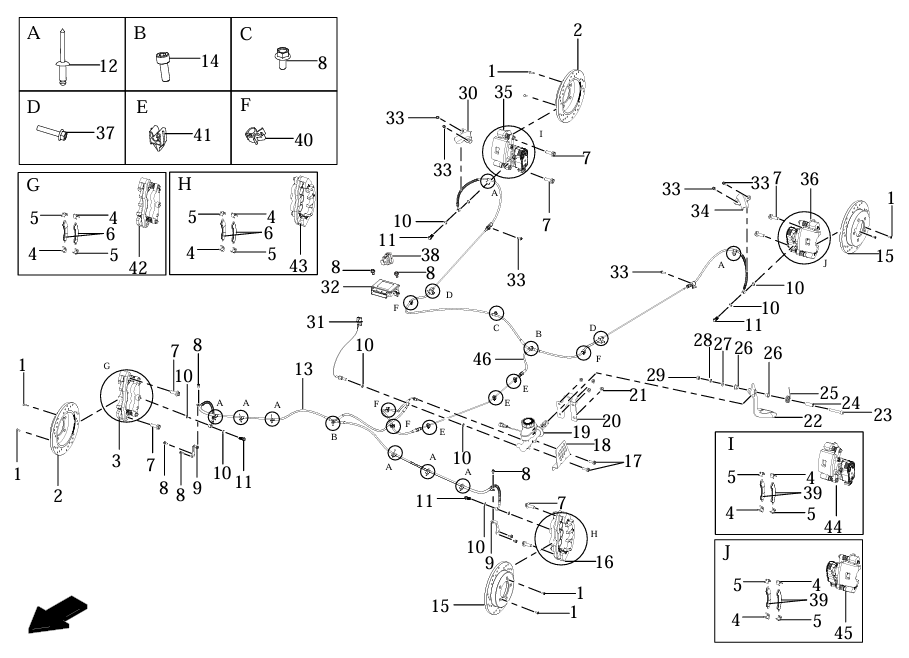 A B C
12 14 8
D E F
37 41 40
G H
5 4 5 4
6 6
4 5 4 5
42 43
2
1
30 35
33
I
7
33
A
7
10
11
38
33
8 8
32
F D
C
31
10
B
46
D
F
E
E
33 33 7 36 1
34
J
15
33
A
10
10
11
28 27 26 26
29
25
24
23
22
21
20
19
18
17
1
7 8
G
10
13
A A A
B
F
F
E
10
1
2 3 7
8 8 9 10 11
A
A
A
8
11
7
10
9
H
16
15
1
1
I
5 4
39
4 5
44
J
5 4
39
4 5
45